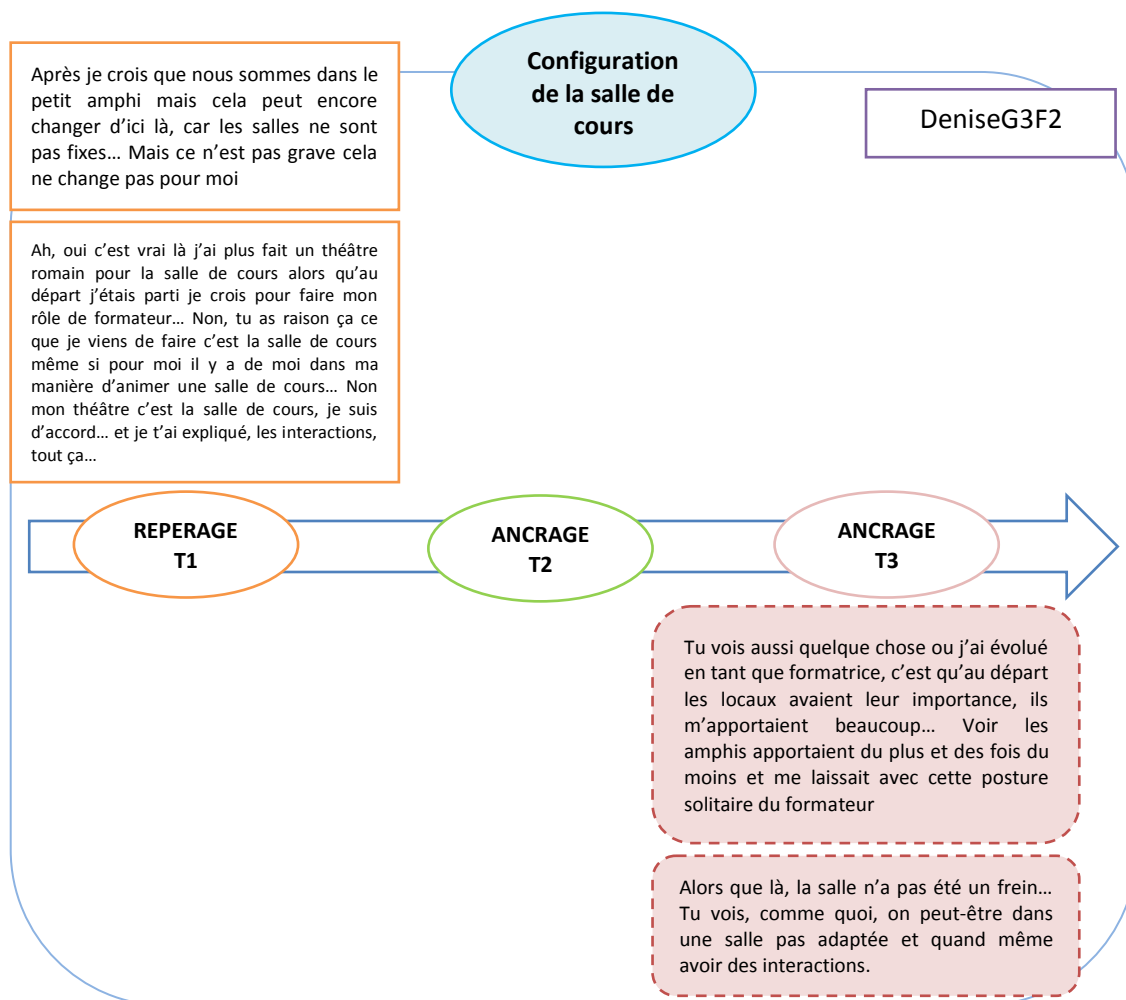 Configuration
de la salle de
cours
DeniseG3F2
Après je crois que nous sommes dans le
petit amphi mais cela peut encore
changer d'ici là, car les salles ne sont
pas fixes… Mais ce n'est pas grave cela
ne change pas pour moi
Ah, oui c'est vrai là j'ai plus fait un théâtre
romain pour la salle de cours alors qu'au
départ j'étais parti je crois pour faire mon
rôle de formateur… Non, tu as raison ça ce
que je viens de faire c'est la salle de cours
même si pour moi il y a de moi dans ma
manière d'animer une salle de cours… Non
mon théâtre c'est la salle de cours, je suis
d'accord… et je t'ai expliqué, les interactions,
tout ça…
REPERAGE
T1
ANCRAGE
T2
ANCRAGE
T3
Tu vois aussi quelque chose ou j'ai évolué
en tant que formatrice, c'est qu'au départ
les locaux avaient leur importance, ils
m'apportaient beaucoup… Voir les
amphis apportaient du plus et des fois du
moins et me laissait avec cette posture
solitaire du formateur
Alors que là, la salle n'a pas été un frein…
Tu vois, comme quoi, on peut-être dans
une salle pas adaptée et quand même
avoir des interactions.